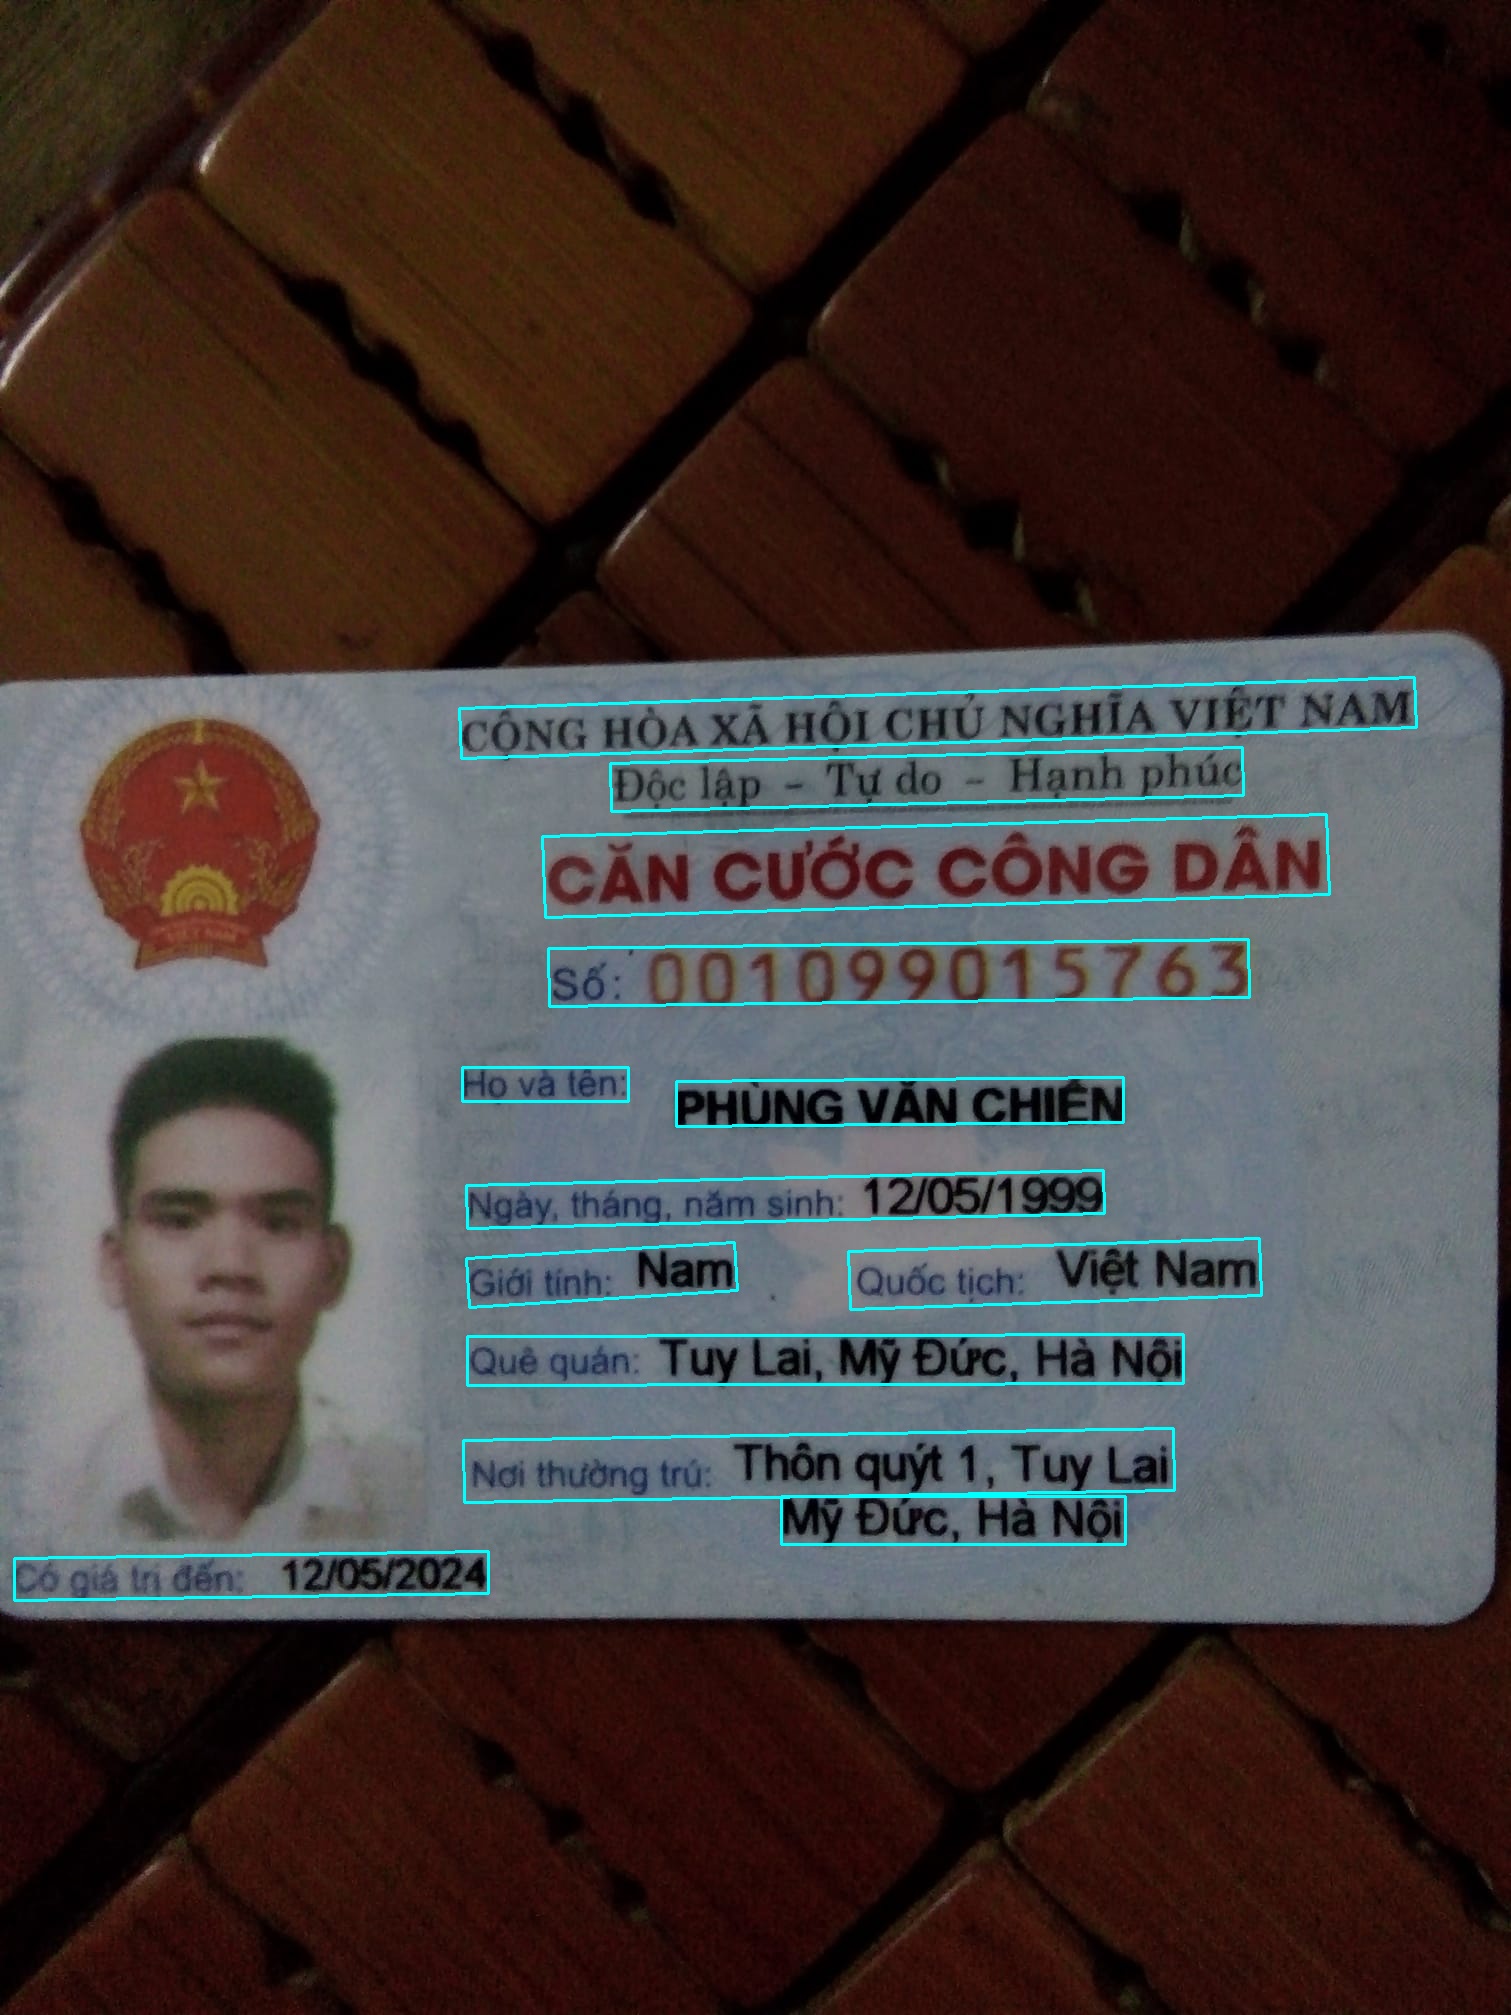 CỘNG HÒA XÃ HỘI CHỦ NGHĨA VIỆT NAM
Độc lập - Tự do - Hạnh phúc
CĂN CƯỚC CÔNG DÂN
Số: 001099015763
Họ và tên: PHÙNG VĂN CHIẾN
Ngày, tháng, năm sinh: 12/05/1999
Giới tính: Nam Quốc tịch: Việt Nam
Quê quán: Tuy Lai, Mỹ Đức, Hà Nội
Nơi thường trú: Thôn quýt 1, Tuy Lai
Mỹ Đức, Hà Nội
Có giá trị đến: 12/05/2024